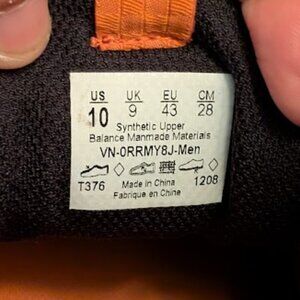 US UK EU CM
10 9 43 28
Synthetic Upper
Balance Manmade Materials
VN-0RRMY8J-Men
T376 Made in China 1208
Fabrique en Chine